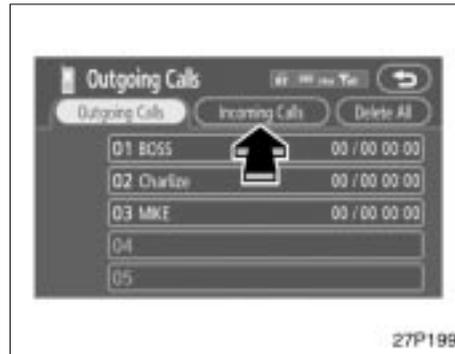 Outgoing Calls
Outgoing Calls Incoming Calls Delete All
01 BOSS 00 / 00 00:00
02 Charlize 00 / 00 00:00
03 MIKE 00 / 00 00:00
04
05
27P199